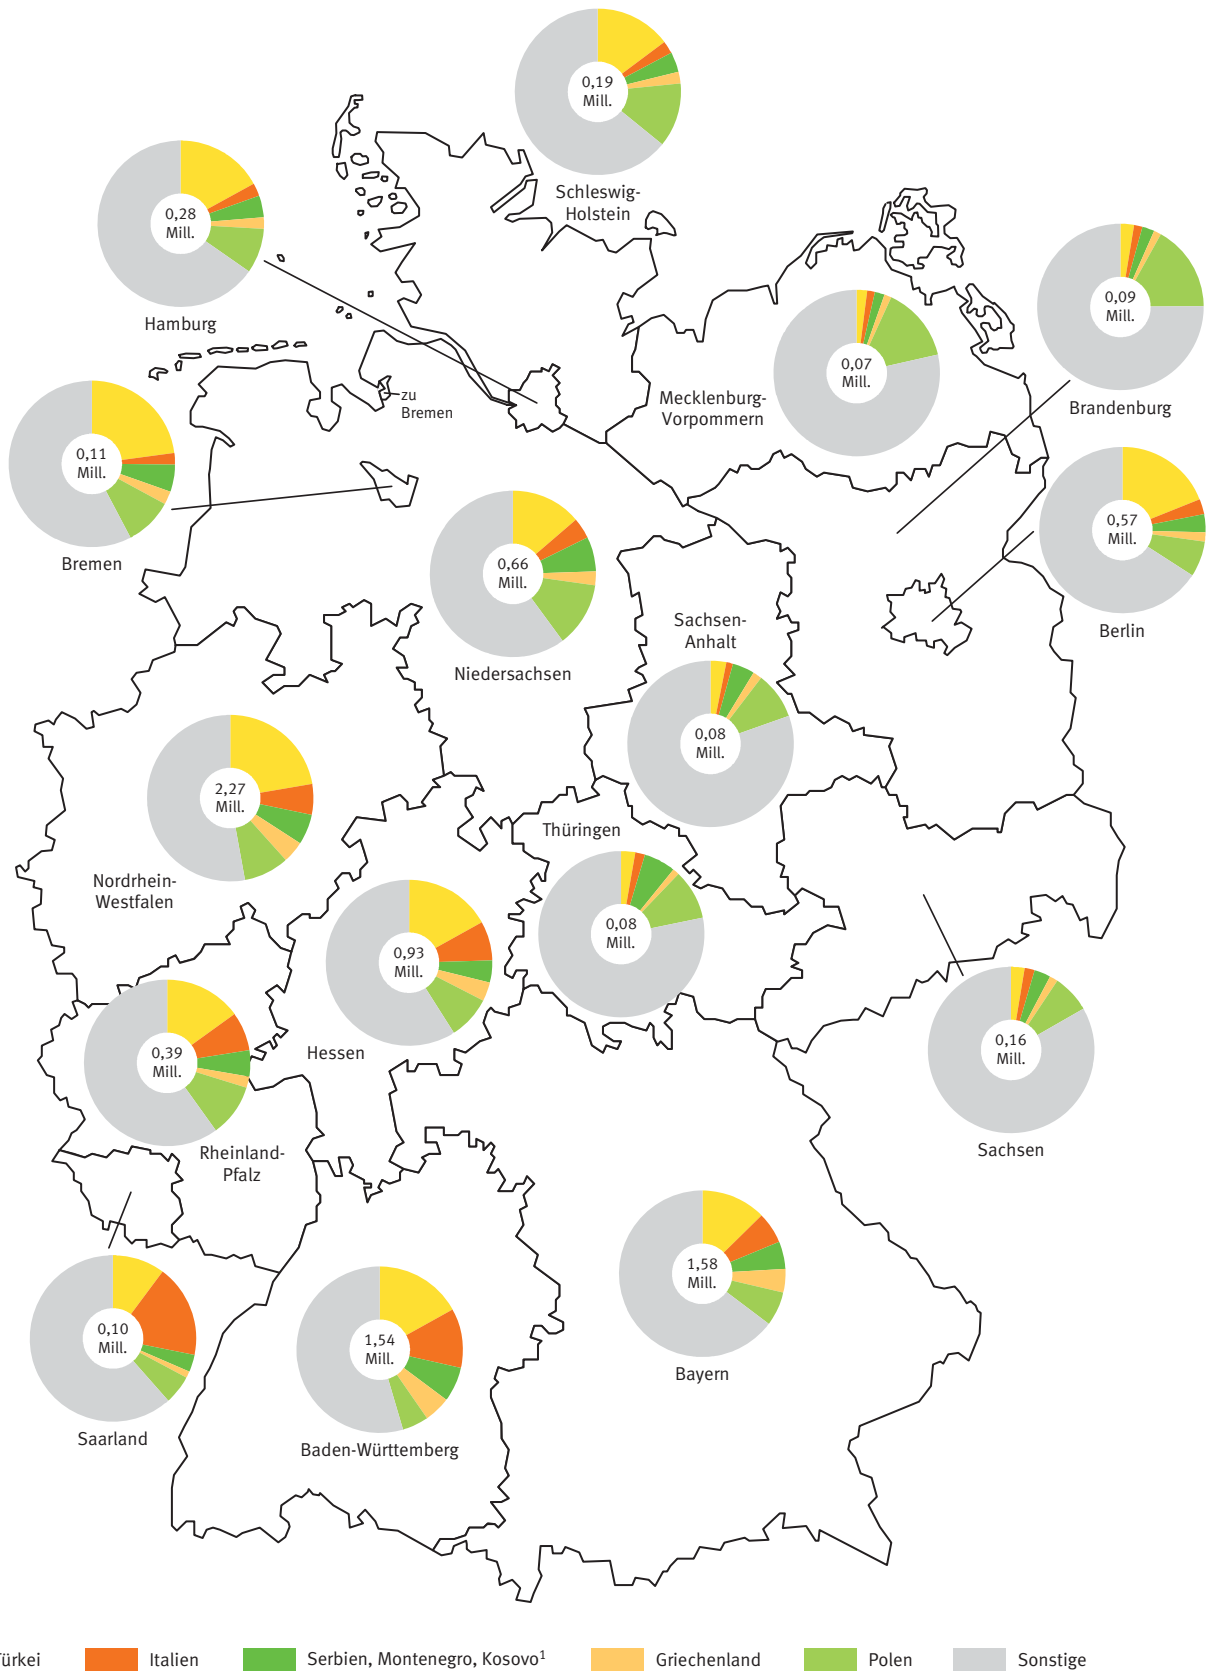 0,19
Mill.
Schleswig-
Holstein
0,28
Mill.
Hamburg
0,09
Mill.
Brandenburg
0,07
Mill.
Mecklenburg-
Vorpommern
zu
Bremen
0,11
Mill.
Bremen
0,57
Mill.
Berlin
0,66
Mill.
Niedersachsen
Sachsen-
Anhalt
0,08
Mill.
2,27
Mill.
Nordrhein-
Westfalen
Thüringen
0,08
Mill.
0,93
Mill.
Hessen
0,39
Mill.
Rheinland-
Pfalz
0,16
Mill.
Sachsen
0,10
Mill.
Saarland
1,54
Mill.
Baden-Württemberg
1,58
Mill.
Bayern
ürkei Italien Serbien, Montenegro, Kosovo¹ Griechenland Polen Sonstige